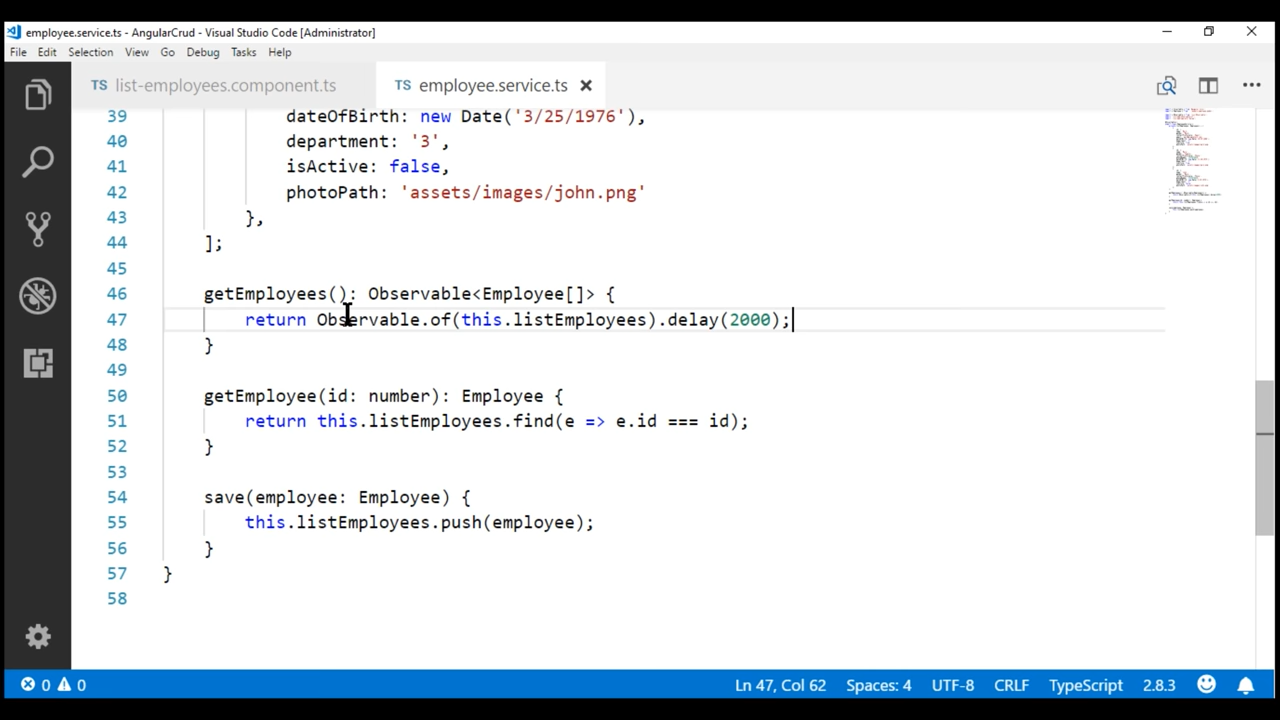 employee.service.ts - AngularCrud - Visual Studio Code [Administrator]
File Edit Selection View Go Debug Tasks Help
TS list-employees.component.ts TS employee.service.ts
39 dateOfBirth: new Date('3/25/1976'),
40 department: '3',
41 isActive: false,
42 photoPath: 'assets/images/john.png'
43 },
44 ];
45
46 getEmployees(): Observable<Employee[]> {
47 return Observable.of(this.listEmployees).delay(2000);
48 }
49
50 getEmployee(id: number): Employee {
51 return this.listEmployees.find(e => e.id === id);
52 }
53
54 save(employee: Employee) {
55 this.listEmployees.push(employee);
56 }
57 }
58
0 0 Ln 47, Col 62 Spaces: 4 UTF-8 CRLF TypeScript 2.8.3